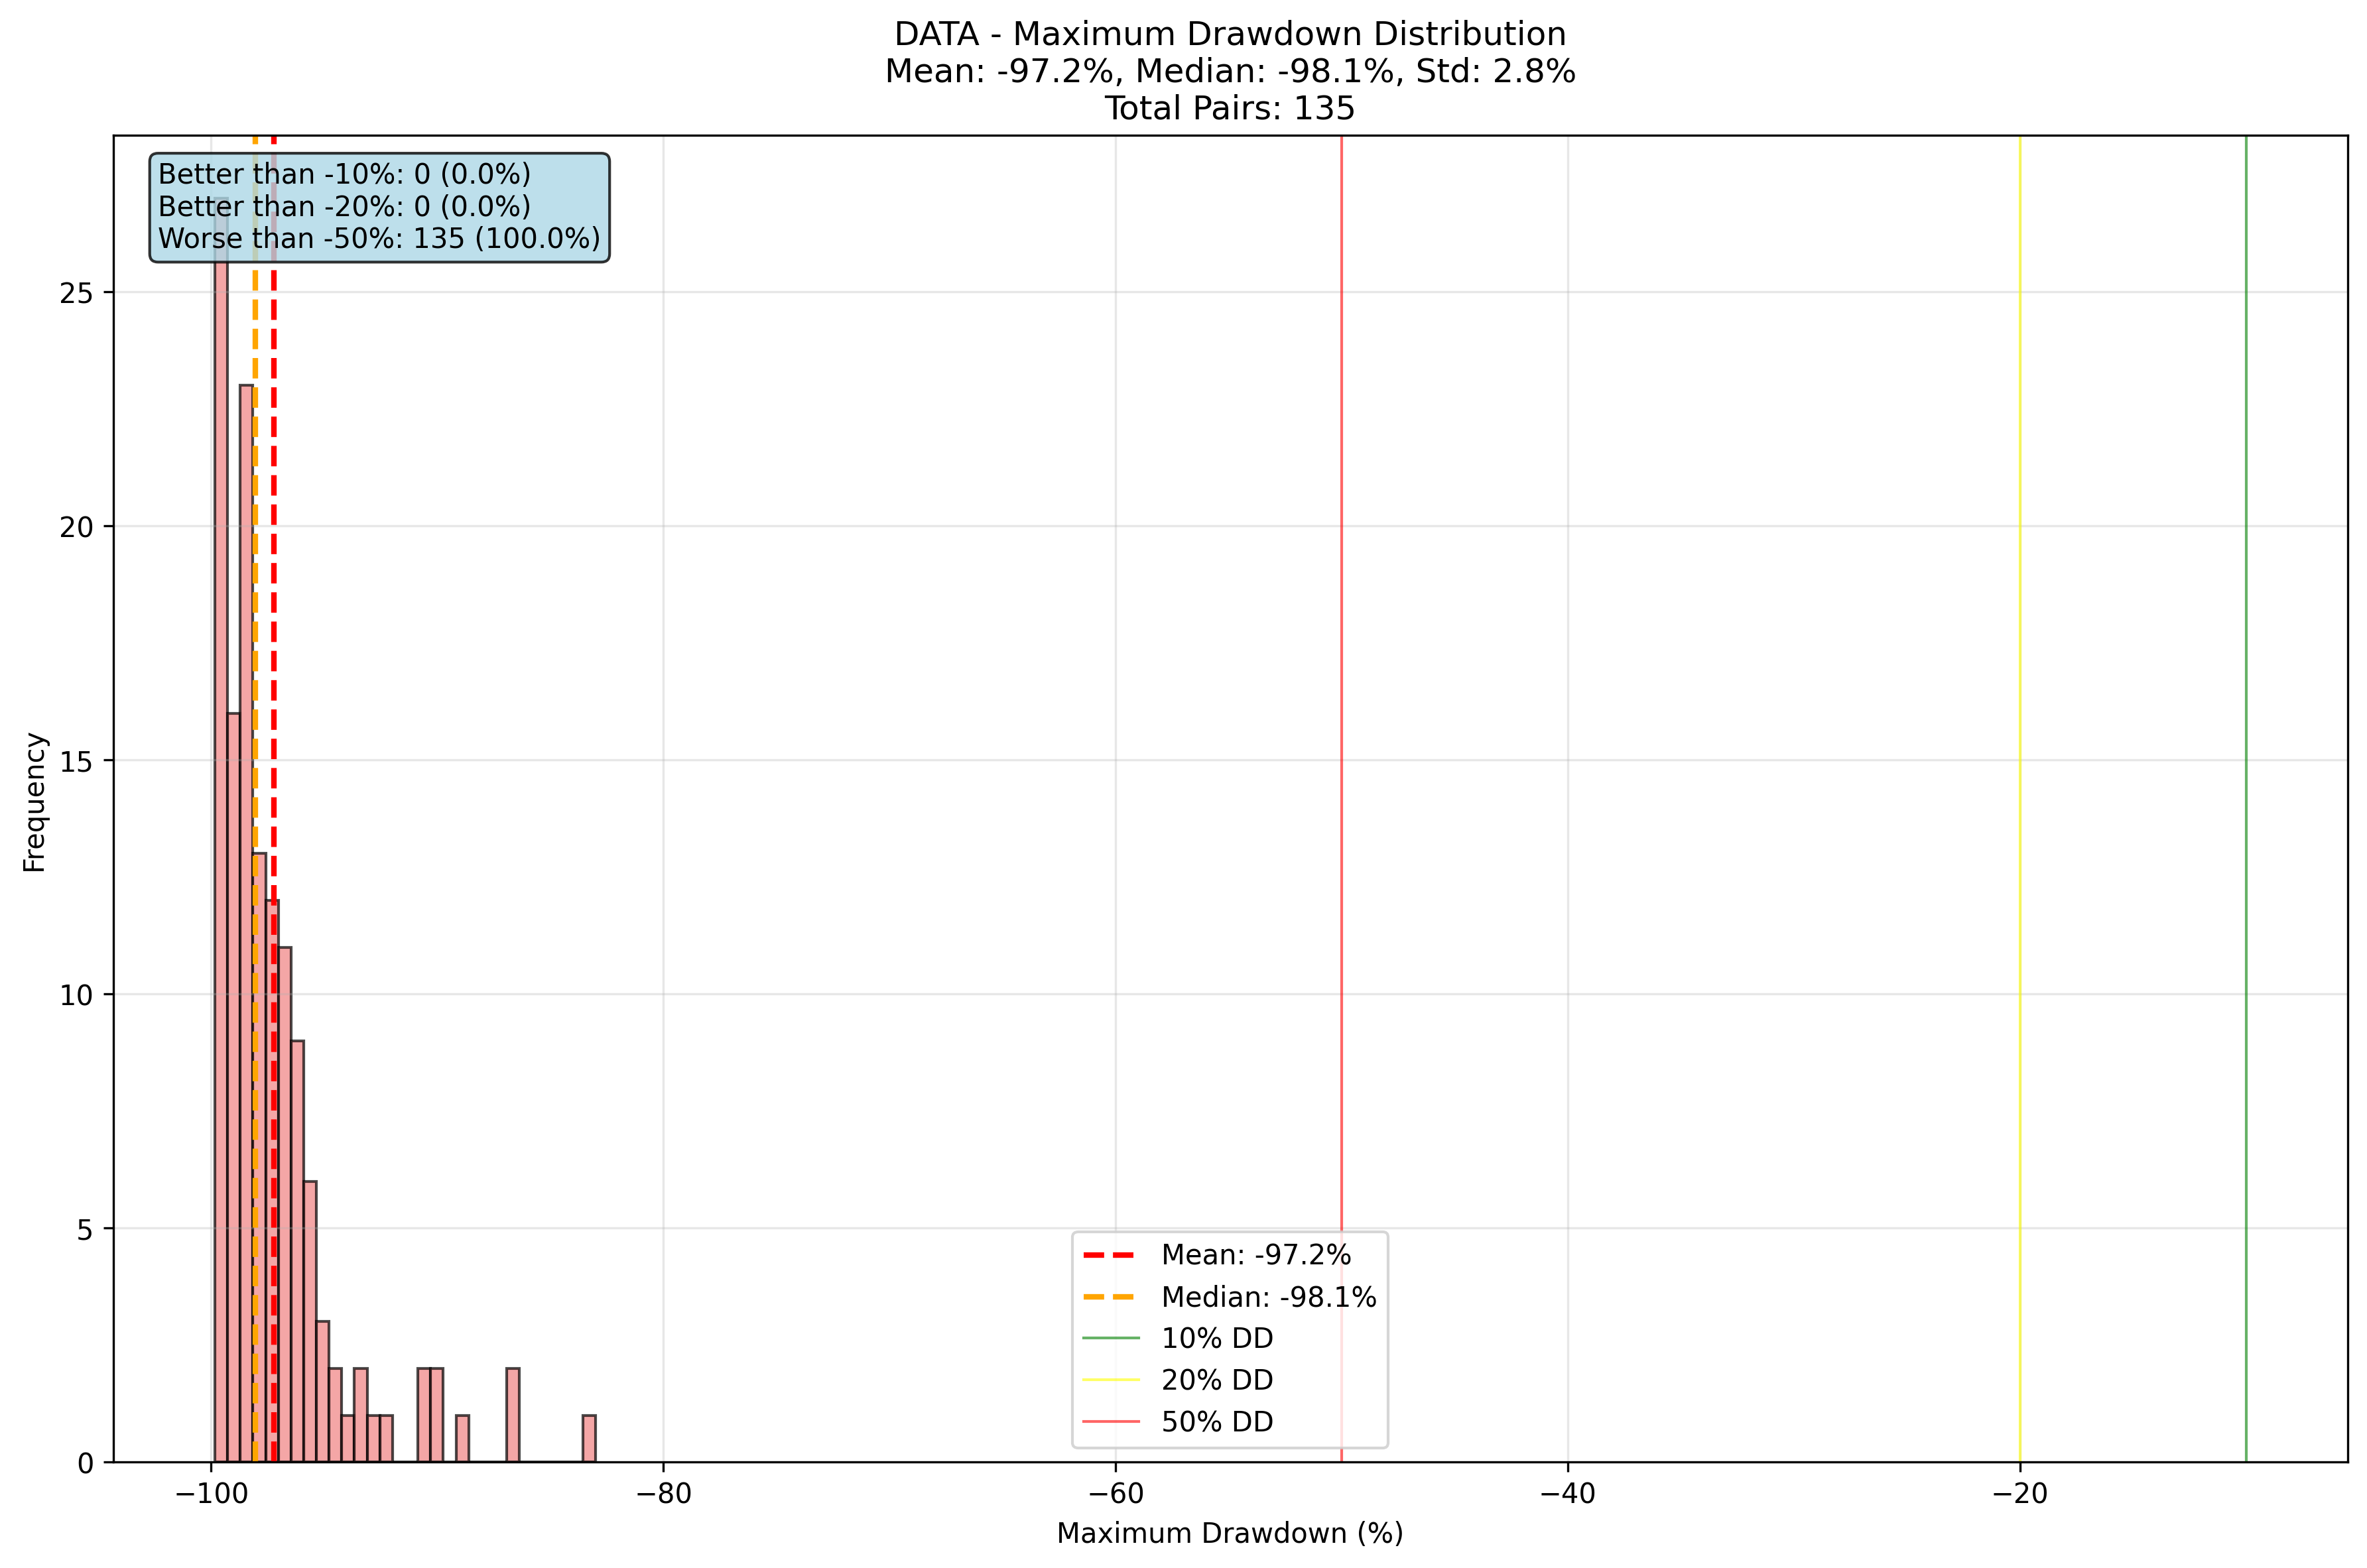 DATA - Maximum Drawdown Distribution
Mean: -97.2%, Median: -98.1%, Std: 2.8%
Total Pairs: 135
Better than -10%: 0 (0.0%)
Better than -20%: 0 (0.0%)
Worse than -50%: 135 (100.0%)
25
20
15
10
5
0
Frequency
Mean: -97.2%
Median: -98.1%
10% DD
20% DD
50% DD
−100
−80
−60
−40
−20
Maximum Drawdown (%)